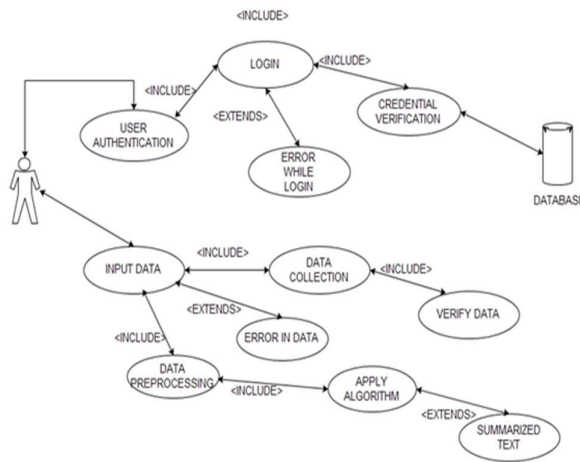 <INCLUDE>
LOGIN
<INCLUDE>
<INCLUDE>
CREDENTIAL
VERIFICATION
<EXTENDS>
USER
AUTHENTICATION
ERROR
WHILE
LOGIN
DATABASE
INPUT DATA
<INCLUDE>
DATA
COLLECTION
<INCLUDE>
<EXTENDS>
VERIFY DATA
ERROR IN DATA
<INCLUDE>
DATA
PREPROCESSING
<INCLUDE>
APPLY
ALGORITHM
<EXTENDS>
SUMMARIZED
TEXT